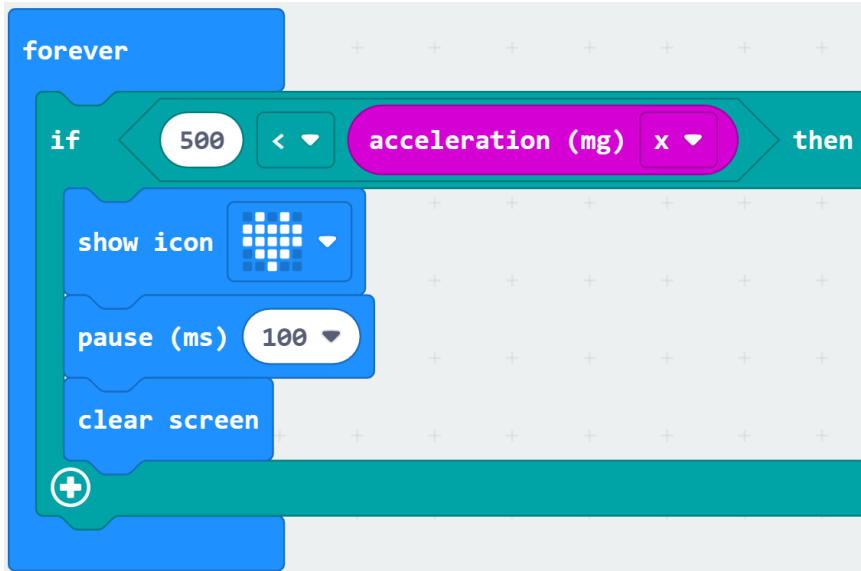 forever
if 500 < acceleration (mg) x then
show icon
pause (ms) 100
clear screen